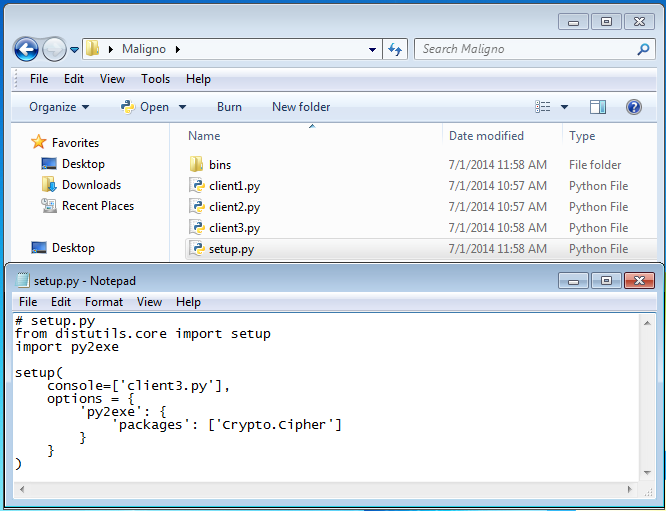 Maligno
Search Maligno
File Edit View Tools Help
Organize Open Burn New folder
Name Date modified Type
Favorites
Desktop
Downloads
Recent Places
Desktop
bins 7/1/2014 11:58 AM File folder
client1.py 7/1/2014 10:57 AM Python File
client2.py 7/1/2014 10:57 AM Python File
client3.py 7/1/2014 10:58 AM Python File
setup.py 7/1/2014 11:58 AM Python File
setup.py - Notepad
File Edit Format View Help
# setup.py
from distutils.core import setup
import py2exe
setup(
    console=['client3.py'],
    options = {
        'py2exe': {
            'packages': ['Crypto.Cipher']
        }
    }
)